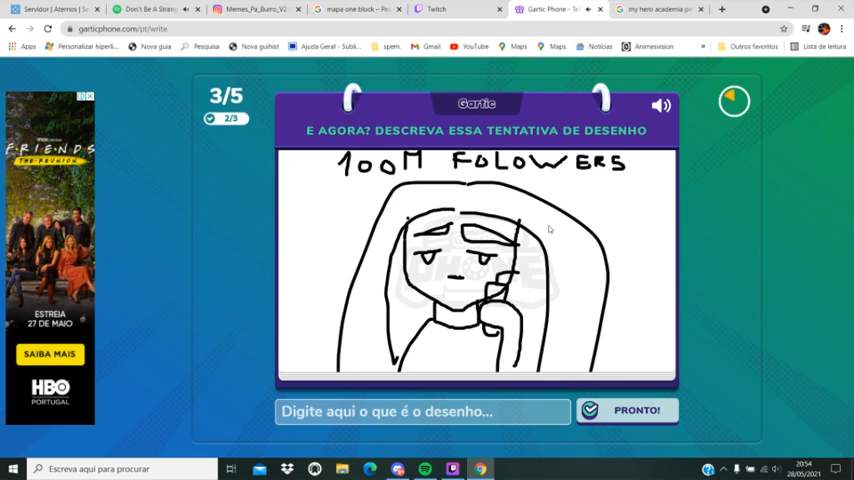 Servidor | Aternos | Se
Don't Be A Strang
Memes_Pa_Burro_V2
mapa one block – Pes
Twitch
Gartic Phone - Te
my hero academia pe
garticphone.com/pt/write
Apps
Personalizar hiperli...
Nova guia
Nova guihist
Ajuda Geral - Subli...
spem.
Gmail
YouTube
Maps
Maps
Notícias
Animesvision
»
Outros favoritos
Lista de leitura
3/5
2/3
Gartic
E AGORA? DESCREVA ESSA TENTATIVA DE DESENHO
100M FOLOWERS
Digite aqui o que é o desenho...
PRONTO!
max
FRIENDS
THE REUNION
ESTREIA
27 DE MAIO
SAIBA MAIS
HBO
PORTUGAL
Escreva aqui para procurar
20:54
28/05/2021